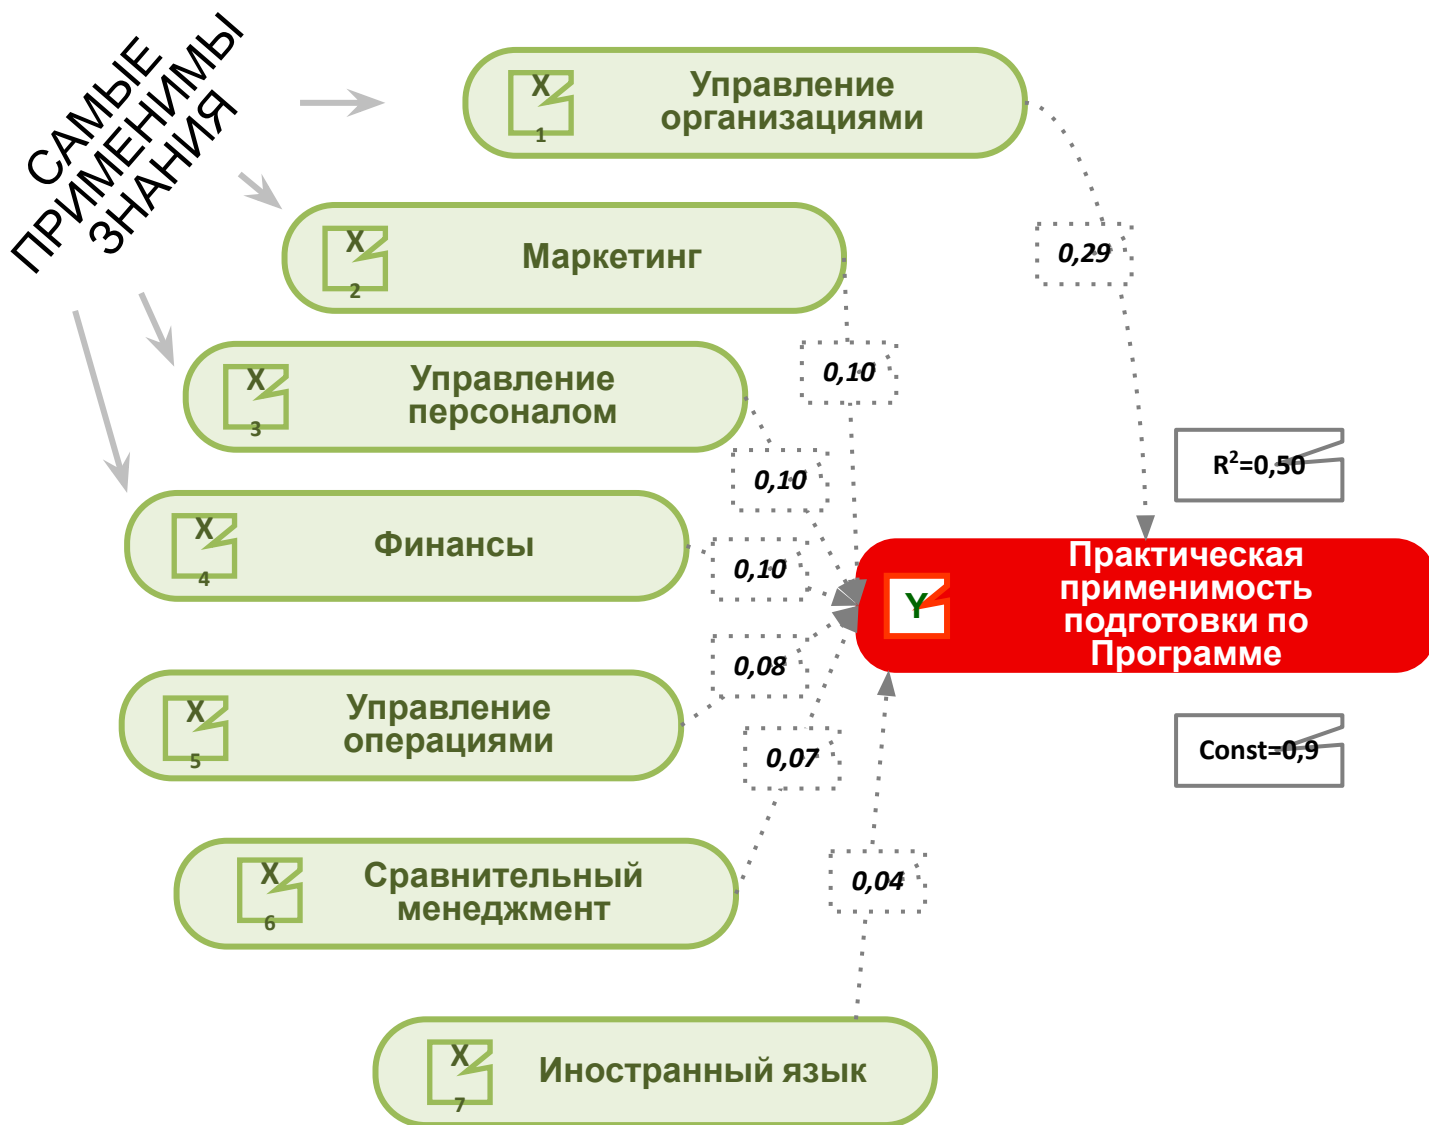 САМЫЕ
ПРИМЕНИМЫ
ЗНАНИЯ
X
1
Управление
организациями
0,29
X
2
Маркетинг
0,10
X
3
Управление
персоналом
0,10
X
4
Финансы
0,10
X
5
Управление
операциями
0,08
X
6
Сравнительный
менеджмент
0,07
X
7
Иностранный язык
0,04
R²=0,50
Y
Практическая
применимость
подготовки по
Программе
Const=0,9